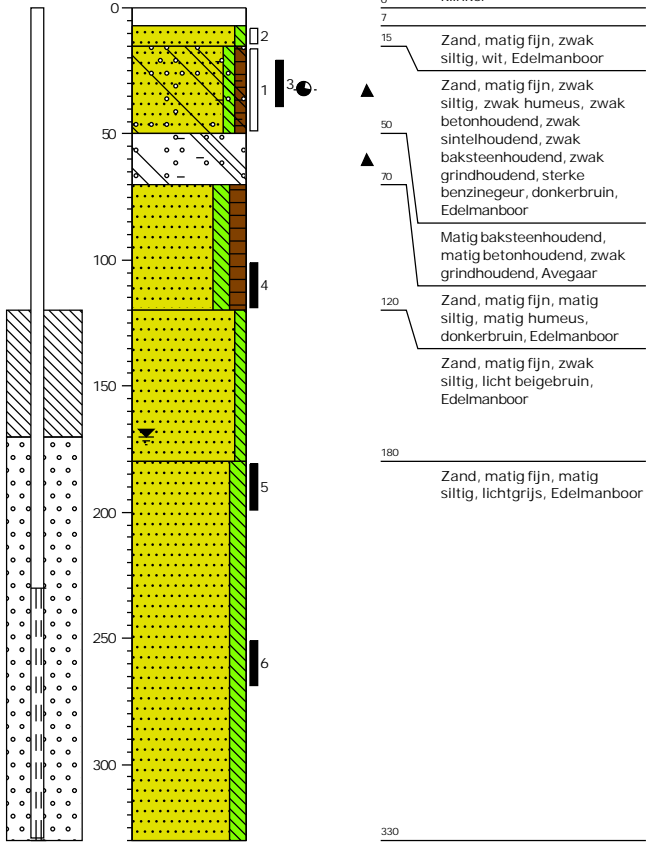 0
50
100
150
200
250
300
2
1
3
4
5
6
7
15
Zand, matig fijn, zwak
siltig, wit, Edelmanboor
Zand, matig fijn, zwak
siltig, zwak humeus, zwak
betonhoudend, zwak
sintelhoudend, zwak
baksteenhoudend, zwak
grindhoudend, sterke
benzinegeur, donkerbruin,
Edelmanboor
50
Matig baksteenhoudend,
matig betonhoudend, zwak
grindhoudend, Avegaar
70
Zand, matig fijn, matig
siltig, matig humeus,
donkerbruin, Edelmanboor
120
Zand, matig fijn, zwak
siltig, licht beigebruin,
Edelmanboor
180
Zand, matig fijn, matig
siltig, lichtgrijs, Edelmanboor
330